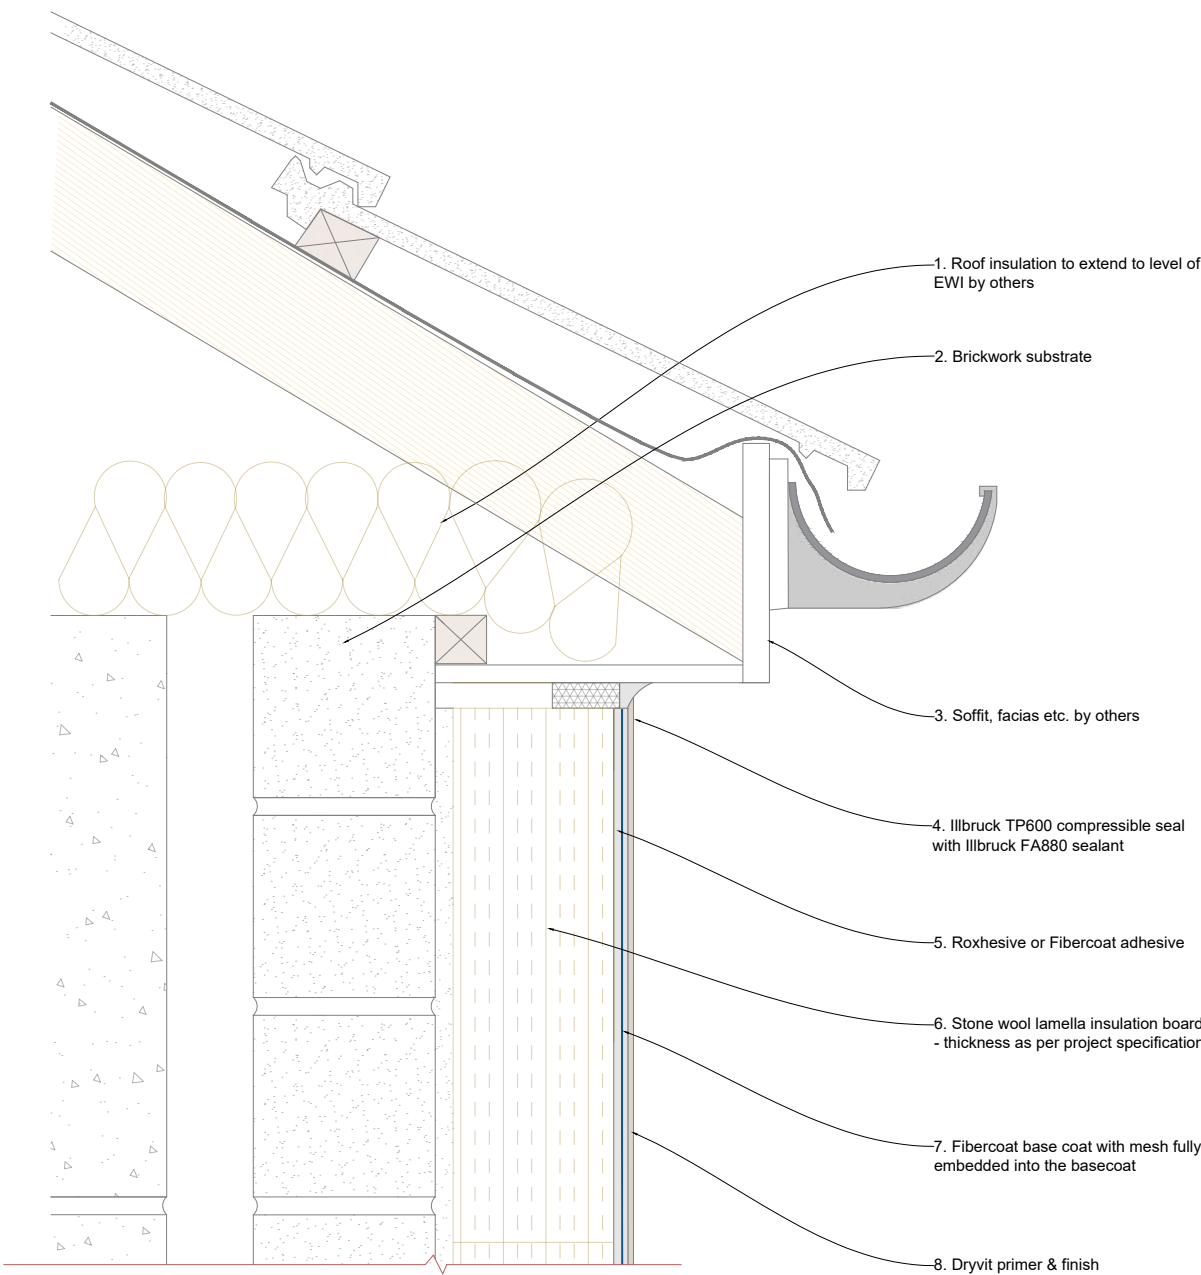 1. Roof insulation to extend to level of
EWI by others
2. Brickwork substrate
3. Soffit, facias etc. by others
4. Illbruck TP600 compressible seal
with Illbruck FA880 sealant
5. Roxhesive or Fibercoat adhesive
6. Stone wool lamella insulation board
- thickness as per project specification
7. Fibercoat base coat with mesh fully
embedded into the basecoat
8. Dryvit primer & finish